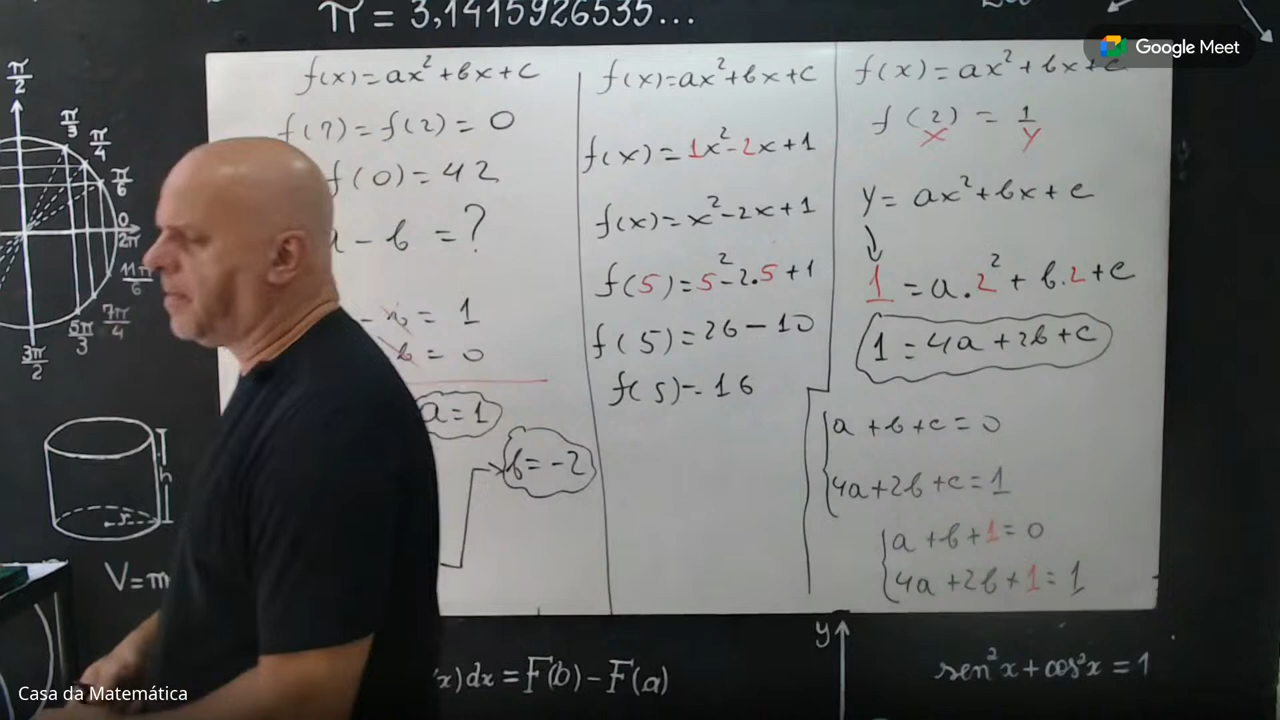 π = 3,1415926535...
Google Meet
π/2
π/3
π/4
π/6
0
2π
11π/6
7π/4
5π/3
3π/2
h
r
f(x)=ax²+bx+c
f(7)=f(2)=0
f(0)=42
- b =?
= 1
b = 0
a=1
b=-2
f(x)=ax²+bx+c
f(x)=1x²-2x+1
f(x)=x²-2x+1
f(5)=5²-2.5+1
f(5)=26-10
f(5)=16
f(x)=ax²+bx+c
f(2)=1
x y
y=ax²+bx+c
1=a.2²+b.2+c
1=4a+2b+c
a+b+c=0
4a+2b+c=1
a+b+1=0
4a+2b+1=1
(x)dx=F(b)-F(a)
y
sen²x+cos²x=1
Casa da Matemática